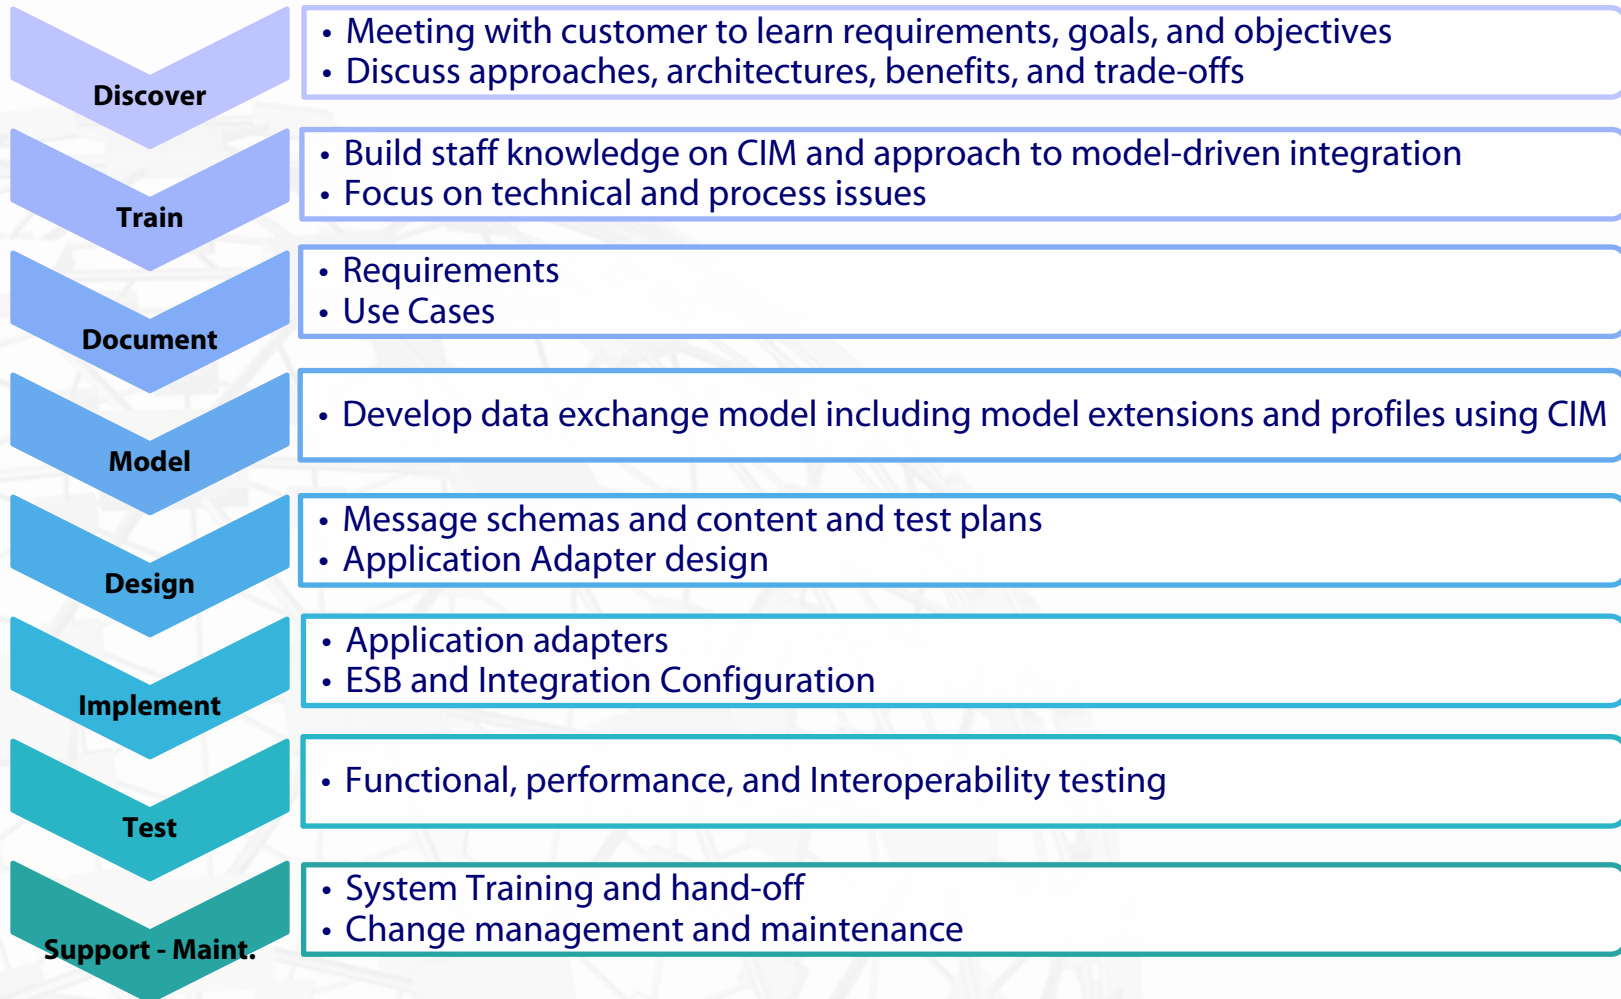 Discover
• Meeting with customer to learn requirements, goals, and objectives
• Discuss approaches, architectures, benefits, and trade-offs
Train
• Build staff knowledge on CIM and approach to model-driven integration
• Focus on technical and process issues
Document
• Requirements
• Use Cases
Model
• Develop data exchange model including model extensions and profiles using CIM
Design
• Message schemas and content and test plans
• Application Adapter design
Implement
• Application adapters
• ESB and Integration Configuration
Test
• Functional, performance, and Interoperability testing
Support - Maint.
• System Training and hand-off
• Change management and maintenance